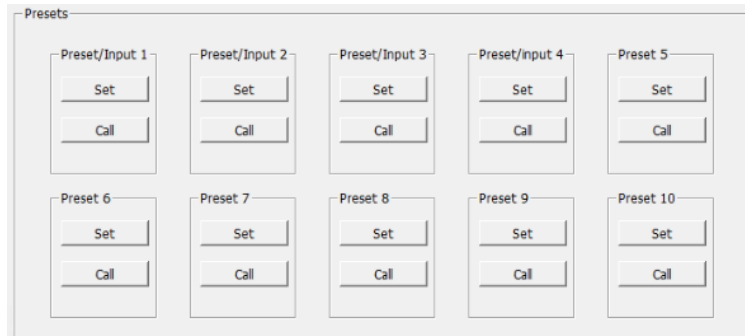 Presets
Preset/Input 1 Preset/Input 2 Preset/Input 3 Preset/input 4 Preset 5
Set Set Set Set Set
Call Call Call Call Call
Preset 6 Preset 7 Preset 8 Preset 9 Preset 10
Set Set Set Set Set
Call Call Call Call Call